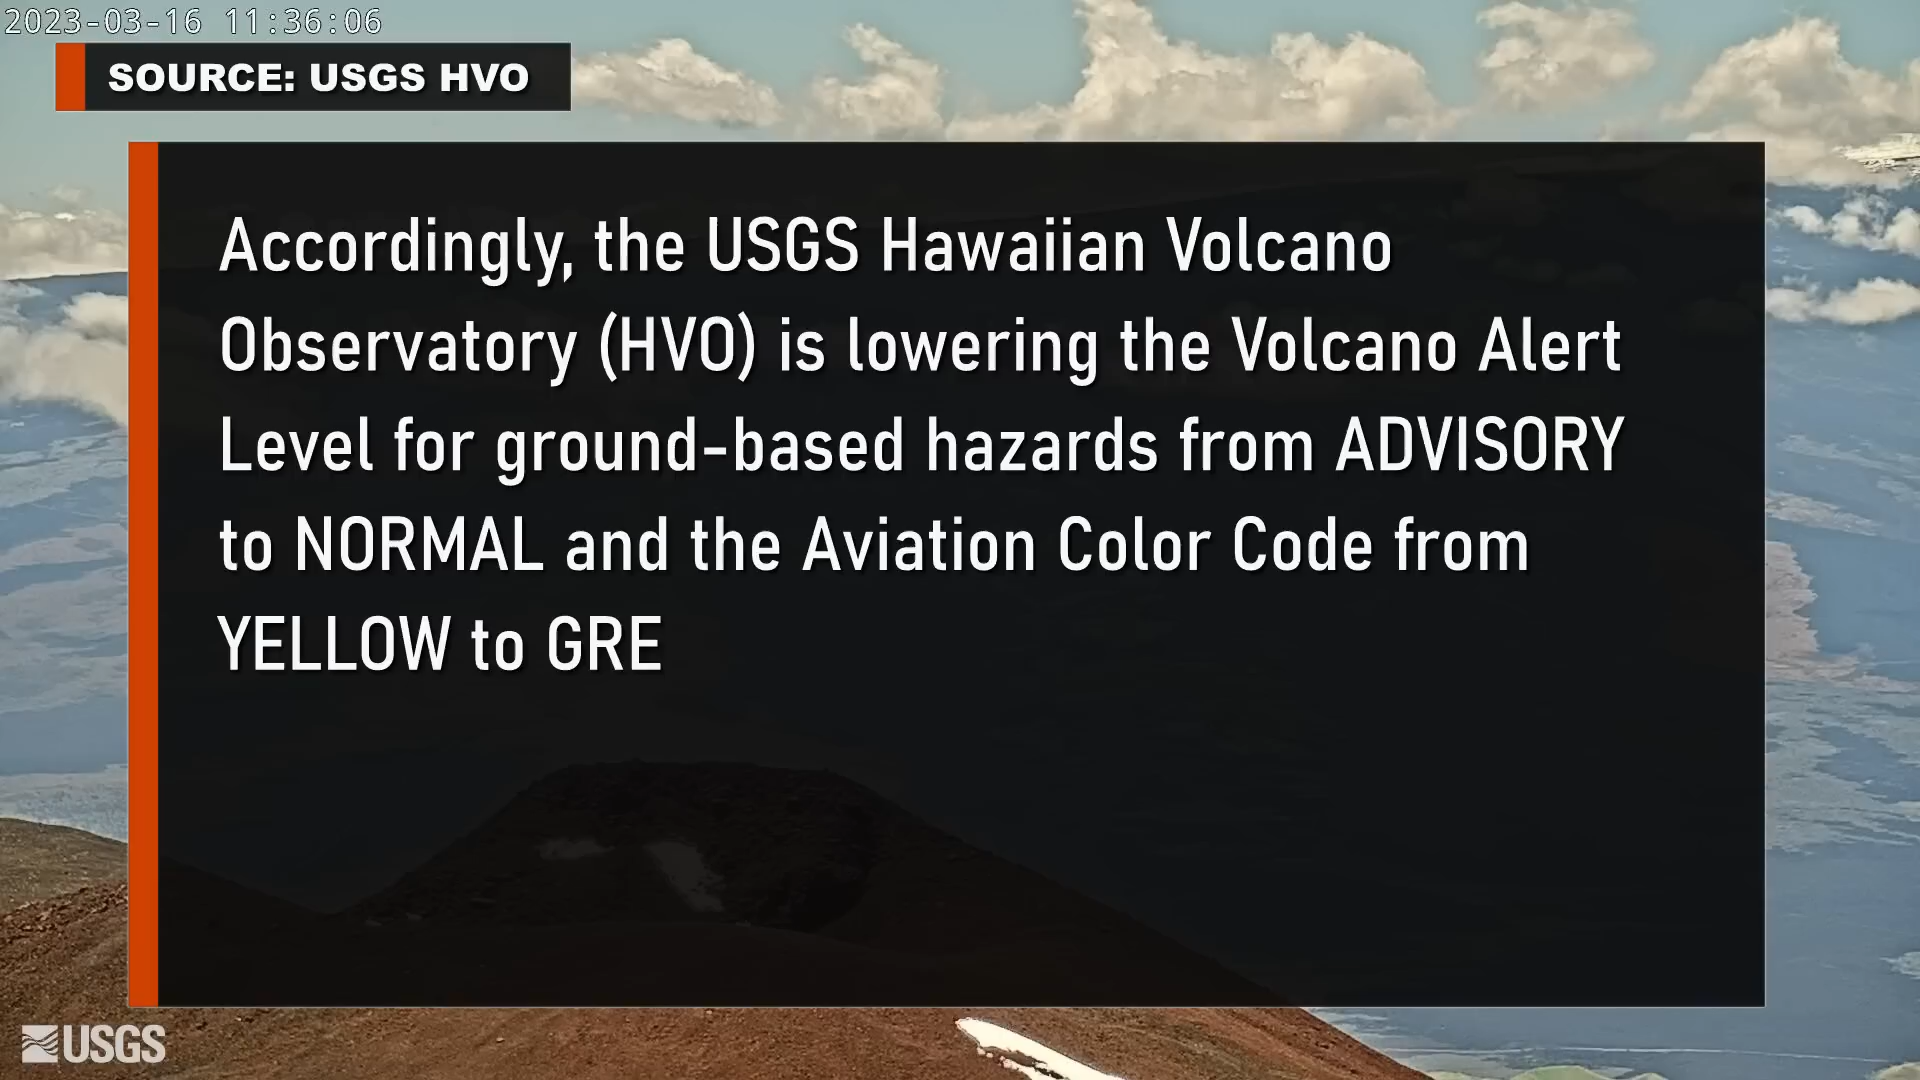 2023-03-16 11:36:06
SOURCE: USGS HVO
Accordingly, the USGS Hawaiian Volcano
Observatory (HVO) is lowering the Volcano Alert
Level for ground-based hazards from ADVISORY
to NORMAL and the Aviation Color Code from
YELLOW to GRE
USGS